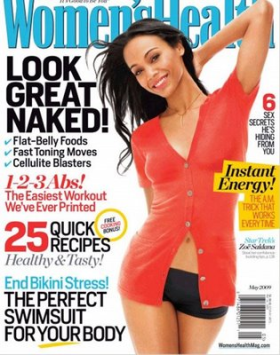 Women's Health
LOOK
GREAT
NAKED!
✓Flat-Belly Foods
✓Fast Toning Moves
✓Cellulite Blasters
1-2-3 Abs!
The Easiest Workout
We've Ever Printed
25 QUICK
RECIPES
FREE
COOKING
BONUS!
Healthy & Tasty!
End Bikini Stress!
THE PERFECT
SWIMSUIT
FOR YOUR BODY
6
SEX
SECRETS
HE'S
HIDING
FROM
YOU
Instant
Energy!
THE A.M.
TRICK THAT
WORKS
EVERY TIME
Star Trek's
Zoë Saldana
May 2009
WomensHealthMag.com